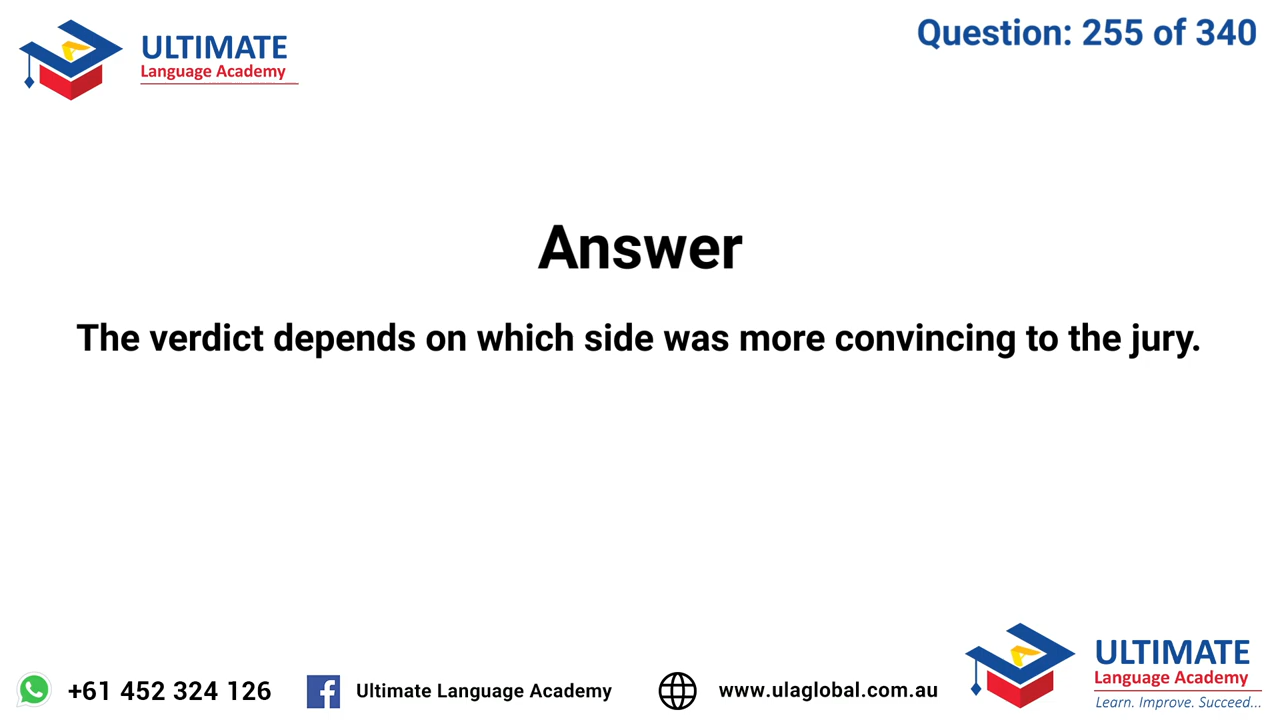 ULTIMATE
Language Academy
Question: 255 of 340
Answer
The verdict depends on which side was more convincing to the jury.
+61 452 324 126
Ultimate Language Academy
www.ulaglobal.com.au
ULTIMATE
Language Academy
Learn. Improve. Succeed...